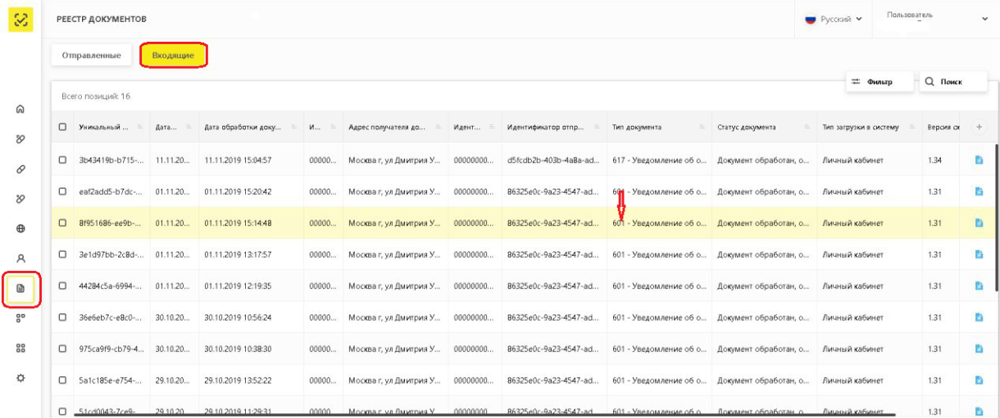 РЕЕСТР ДОКУМЕНТОВ Русский Пользователь
Отправленные Входящие
Фильтр Поиск
Всего позиций: 16
Уникальный ... Дата... Дата обработки доку... И... Адрес получателя до... Идент... Идентификатор отпр... Тип документа Статус документа Тип загрузки в систему Версия сх
3b43419b-b715-... 11.11.20... 11.11.2019 15:04:57 00000... Москва г, ул Дмитрия У... 00000000... d5fcdb2b-403b-4a8a-ad... 617 - Уведомление об о... Документ обработан, о... Личный кабинет 1.34
eaf2add5-b7dc-... 01.11.20... 01.11.2019 15:20:42 00000... Москва г, ул Дмитрия У... 00000000... 86325e0c-9a23-4547-ad... 601 - Уведомление об о... Документ обработан, о... Личный кабинет 1.31
8f951686-ee9b-... 01.11.20... 01.11.2019 15:14:48 00000... Москва г, ул Дмитрия У... 00000000... 86325e0c-9a23-4547-ad... 601 - Уведомление об о... Документ обработан, о... Личный кабинет 1.31
3e1d97bb-2c8d-... 01.11.20... 01.11.2019 13:17:57 00000... Москва г, ул Дмитрия У... 00000000... 86325e0c-9a23-4547-ad... 601 - Уведомление об о... Документ обработан, о... Личный кабинет 1.31
44284c5a-6994-... 01.11.20... 01.11.2019 12:19:35 00000... Москва г, ул Дмитрия У... 00000000... 86325e0c-9a23-4547-ad... 601 - Уведомление об о... Документ обработан, о... Личный кабинет 1.31
36e6eb7c-e8c0-... 30.10.20... 30.10.2019 10:56:24 00000... Москва г, ул Дмитрия У... 00000000... 86325e0c-9a23-4547-ad... 601 - Уведомление об о... Документ обработан, о... Личный кабинет 1.31
975ca9f9-cb79-4... 30.10.20... 30.10.2019 10:38:30 00000... Москва г, ул Дмитрия У... 00000000... 86325e0c-9a23-4547-ad... 601 - Уведомление об о... Документ обработан, о... Личный кабинет 1.31
5a1c185e-e754-... 29.10.20... 29.10.2019 13:52:22 00000... Москва г, ул Дмитрия У... 00000000... 86325e0c-9a23-4547-ad... 601 - Уведомление об о... Документ обработан, о... Личный кабинет 1.31
51cd0043-7ce9-... 29.10.20... 29.10.2019 11:29:31 00000... Москва г, ул Дмитрия У... 00000000... 86325e0c-9a23-4547-ad... 601 - Уведомление об о... Документ обработан, о... Личный кабинет 1.31